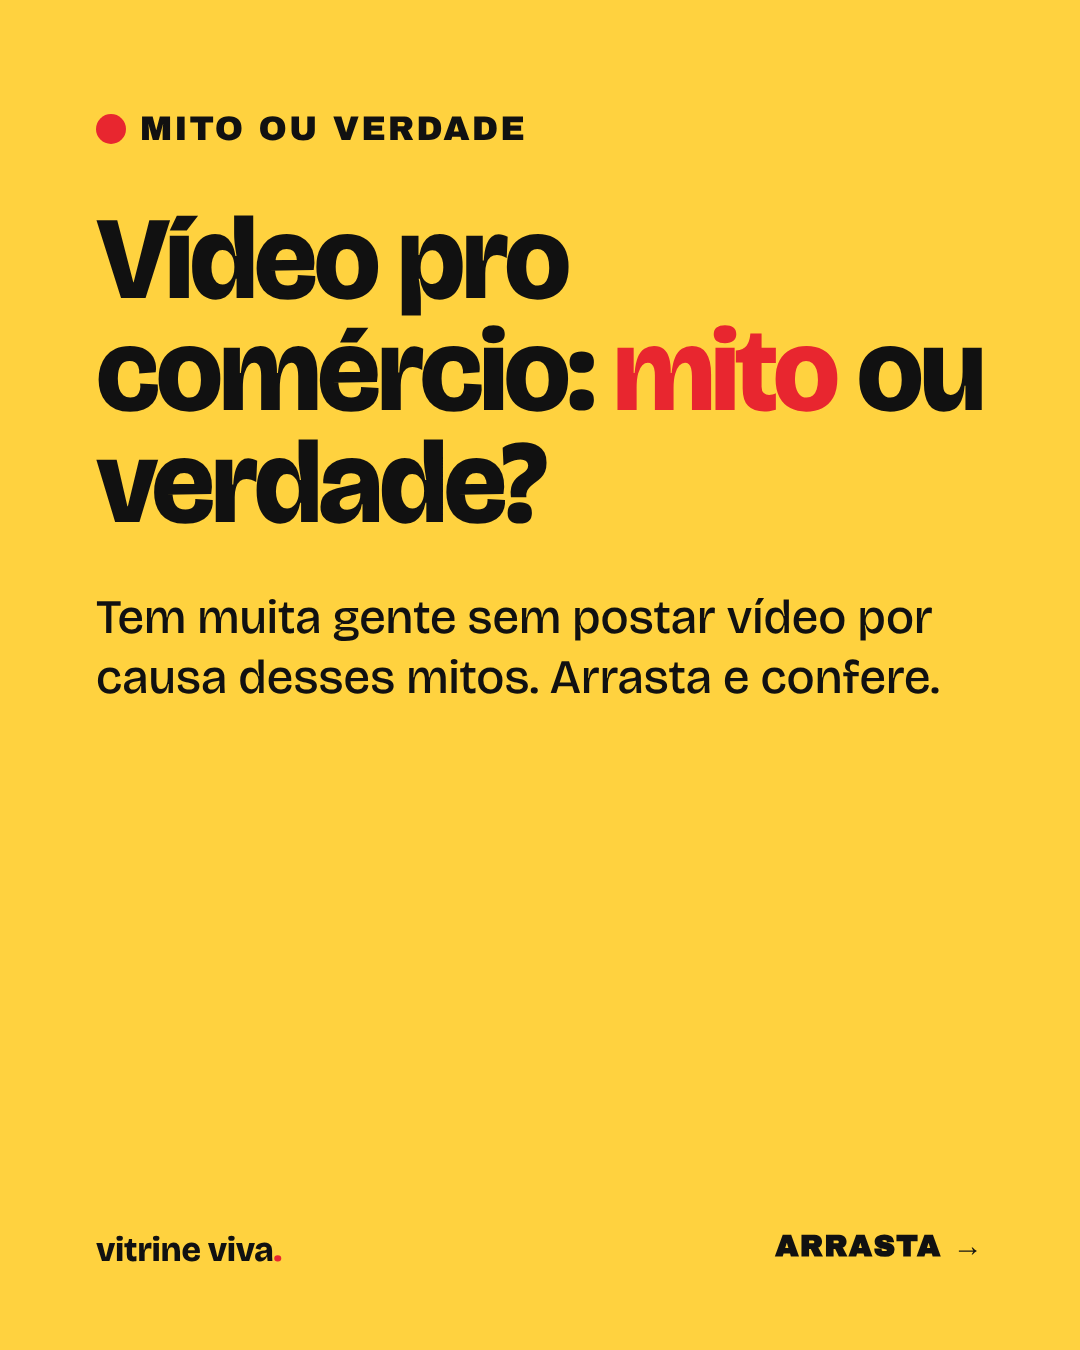 MITO OU VERDADE
Vídeo pro
comércio: mito ou
verdade?
Tem muita gente sem postar vídeo por
causa desses mitos. Arrasta e confere.
vitrine viva.
ARRASTA →